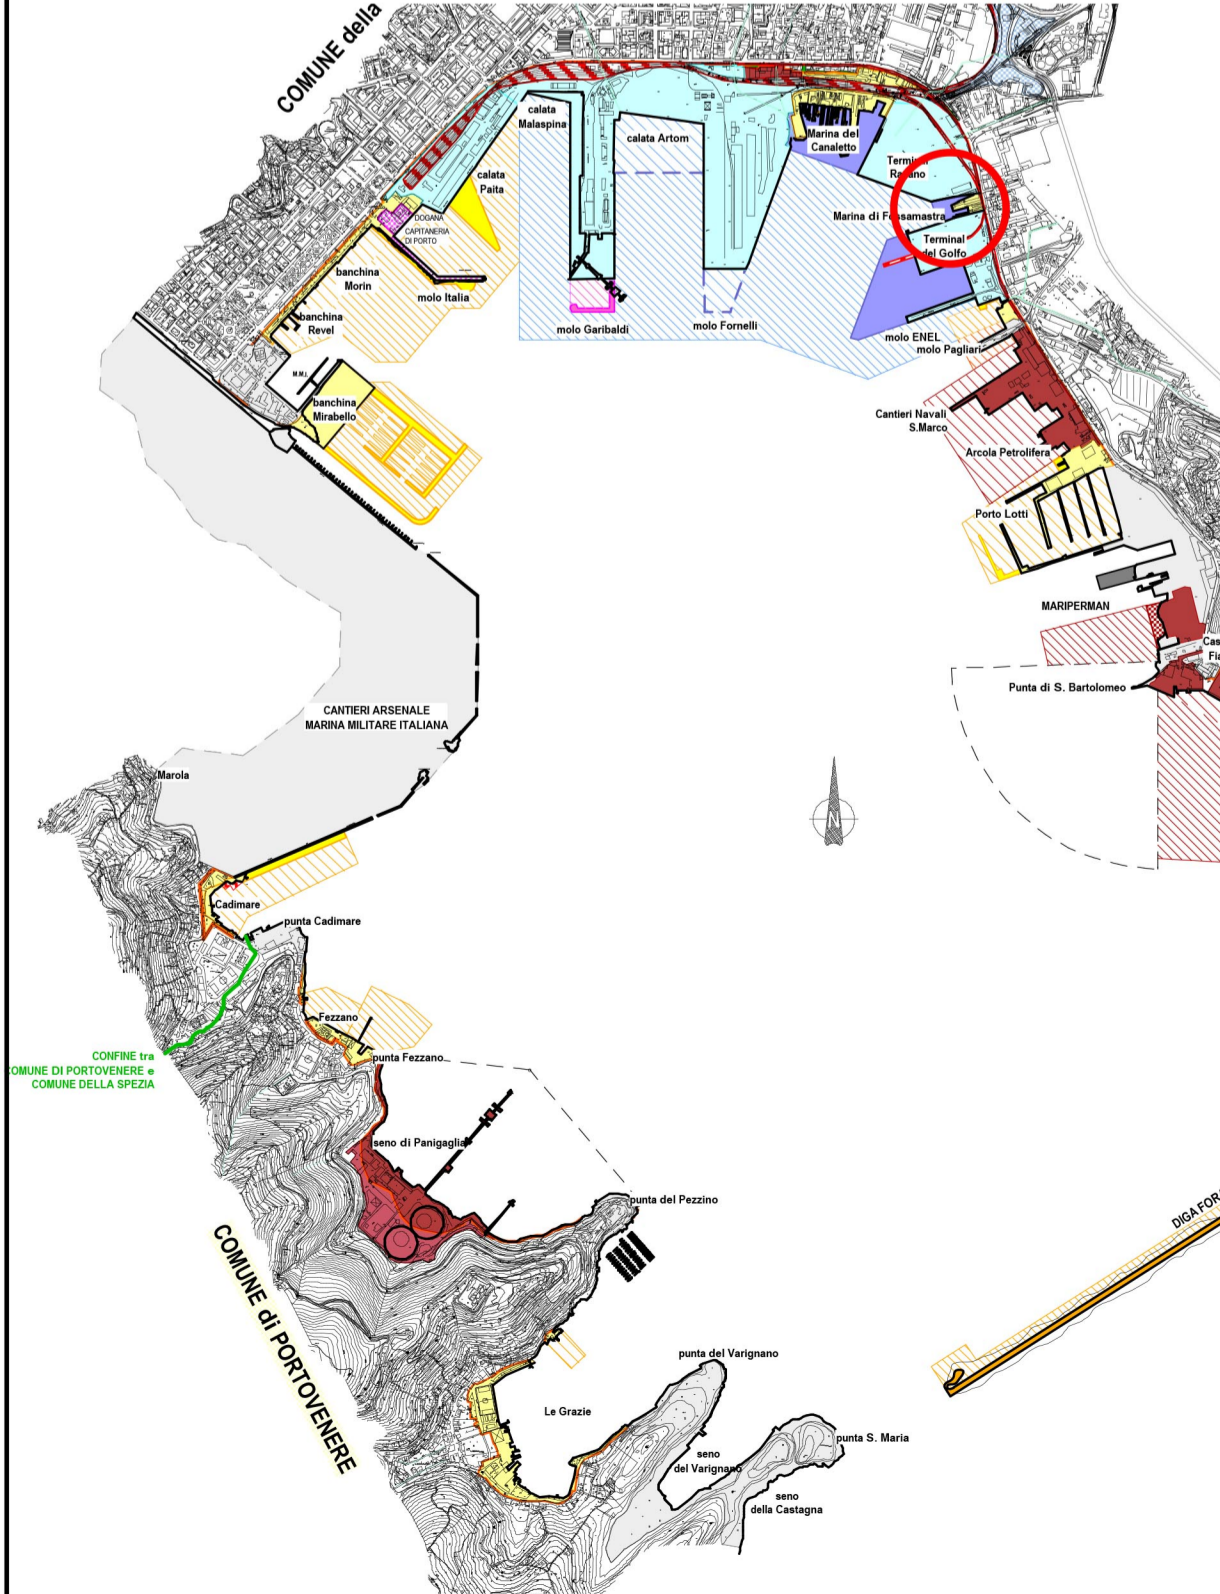 COMUNE della
calata
Malaspina
calata Artom
Marina del
Canaletto
Terminal
Ravano
calata
Paita
DOGANA
CAPITANERIA
DI PORTO
Marina di Fossamastra
Terminal
del Golfo
banchina
Morin
molo Italia
banchina
Revel
molo Garibaldi
molo Fornelli
molo ENEL
molo Pagliari
M.M.I.
banchina
Mirabello
Cantieri Navali
S.Marco
Arcola Petrolifera
Porto Lotti
MARIPERMAN
Cas
Fia
Punta di S. Bartolomeo
CANTIERI ARSENALE
MARINA MILITARE ITALIANA
Marola
N
Cadimare
punta Cadimare
Fezzano
CONFINE tra
COMUNE DI PORTOVENERE e
COMUNE DELLA SPEZIA
punta Fezzano
seno di Panigaglia
punta del Pezzino
DIGA FOR
COMUNE di PORTOVENERE
punta del Varignano
Le Grazie
punta S. Maria
seno
del Varignano
seno
della Castagna